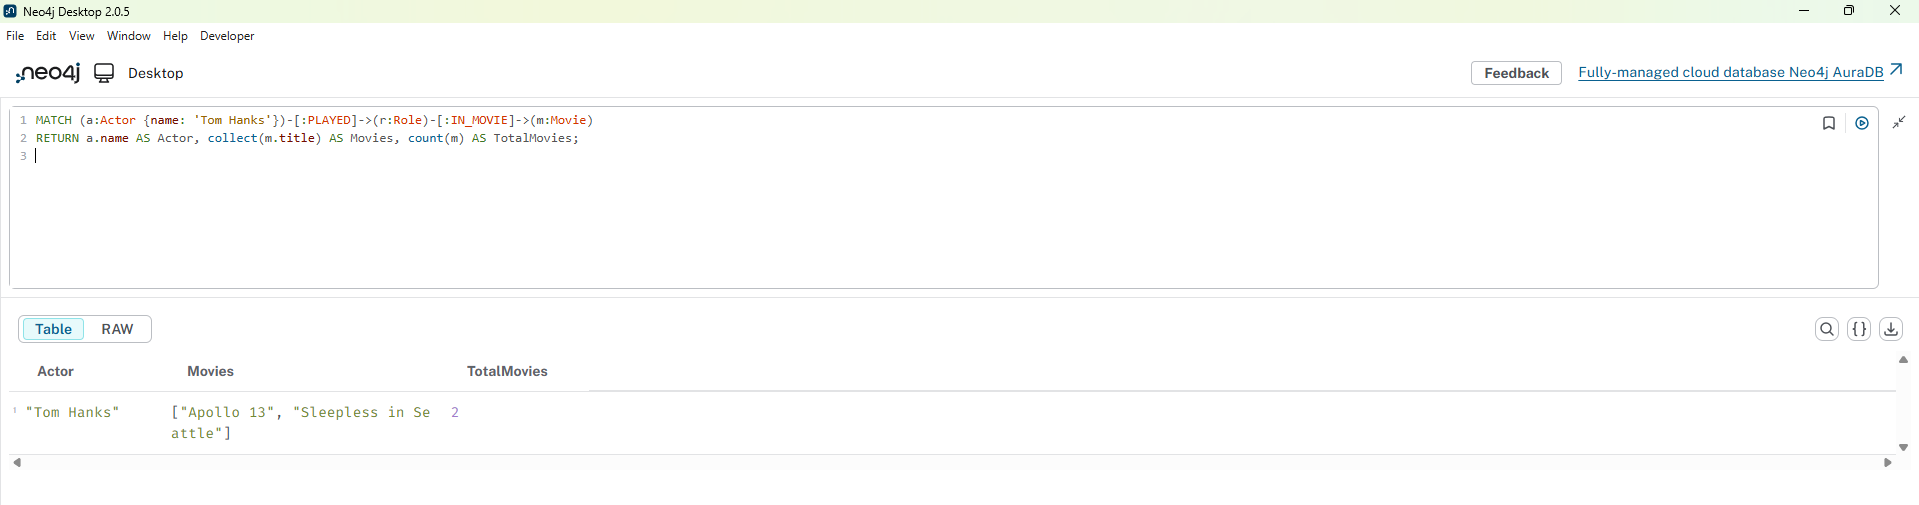 Neo4j Desktop 2.0.5
File Edit View Window Help Developer
neo4j Desktop Feedback Fully-managed cloud database Neo4j AuraDB
1 MATCH (a:Actor {name: 'Tom Hanks'})-[:PLAYED]->(r:Role)-[:IN_MOVIE]->(m:Movie)
2 RETURN a.name AS Actor, collect(m.title) AS Movies, count(m) AS TotalMovies;
3
Table RAW
Actor Movies TotalMovies
1 "Tom Hanks" ["Apollo 13", "Sleepless in Se 2
attle"]